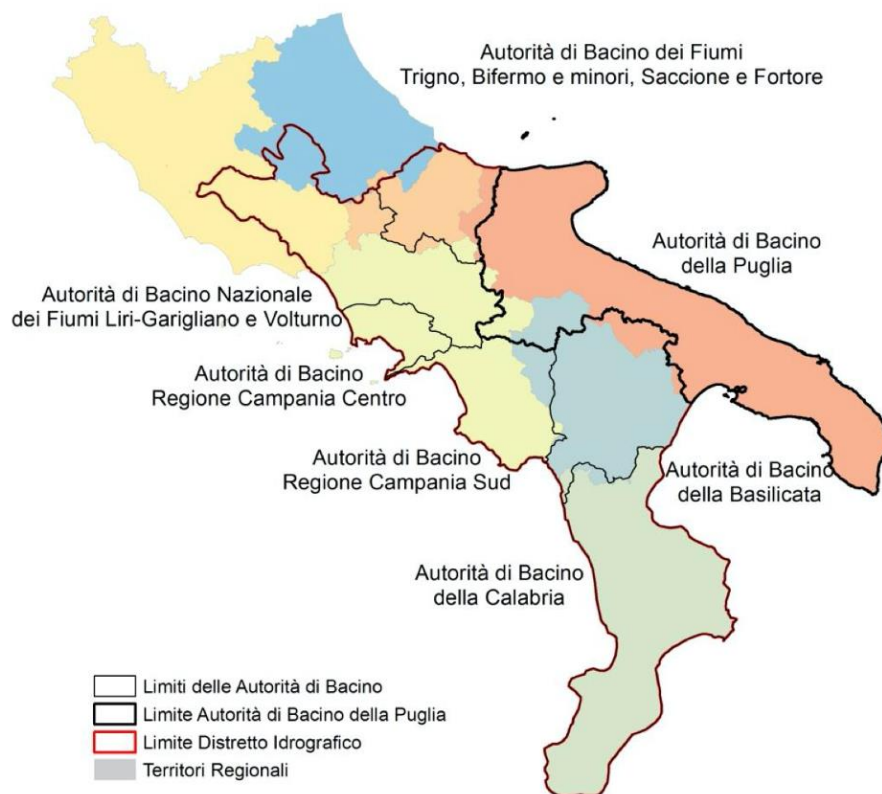 Autorità di Bacino dei Fiumi
Trigno, Bifermo e minori, Saccione e Fortore
Autorità di Bacino
della Puglia
Autorità di Bacino Nazionale
dei Fiumi Liri-Garigliano e Volturno
Autorità di Bacino
Regione Campania Centro
Autorità di Bacino
Regione Campania Sud
Autorità di Bacino
della Basilicata
Autorità di Bacino
della Calabria
Limiti delle Autorità di Bacino
Limite Autorità di Bacino della Puglia
Limite Distretto Idrografico
Territori Regionali